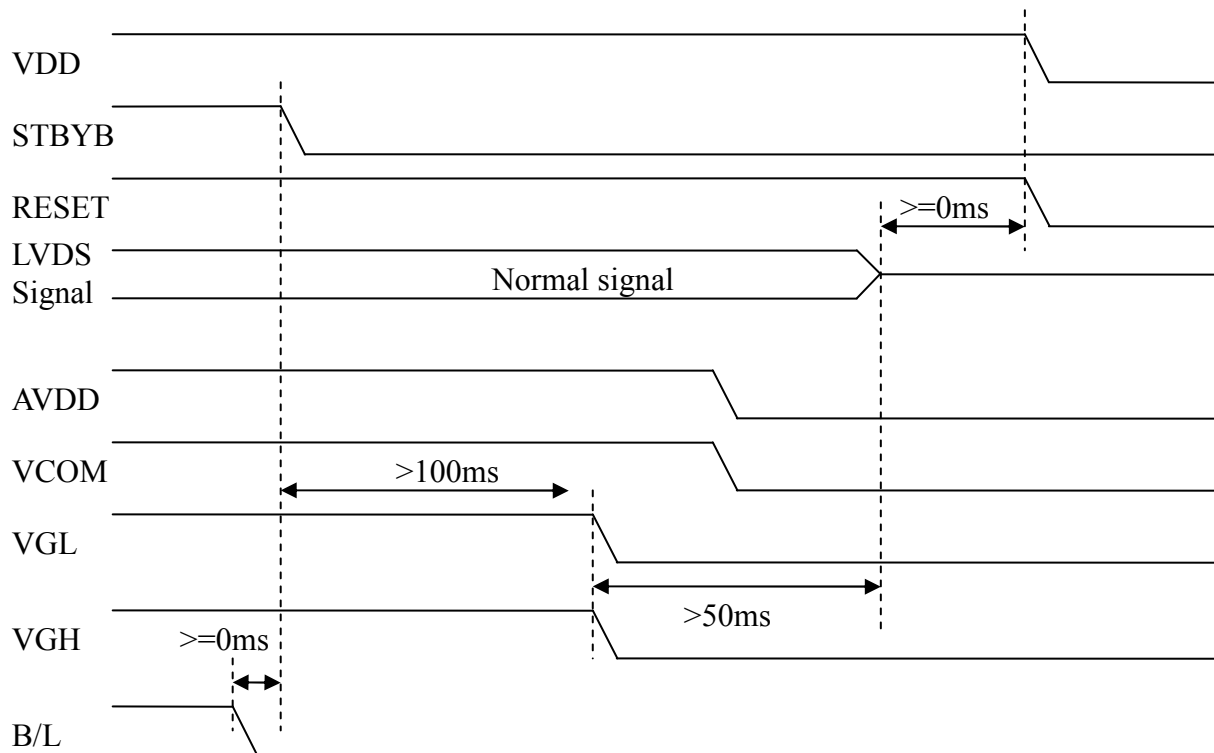 VDD
STBYB
RESET
>=0ms
LVDS
Signal
Normal signal
AVDD
VCOM
>100ms
VGL
>50ms
VGH
>=0ms
B/L